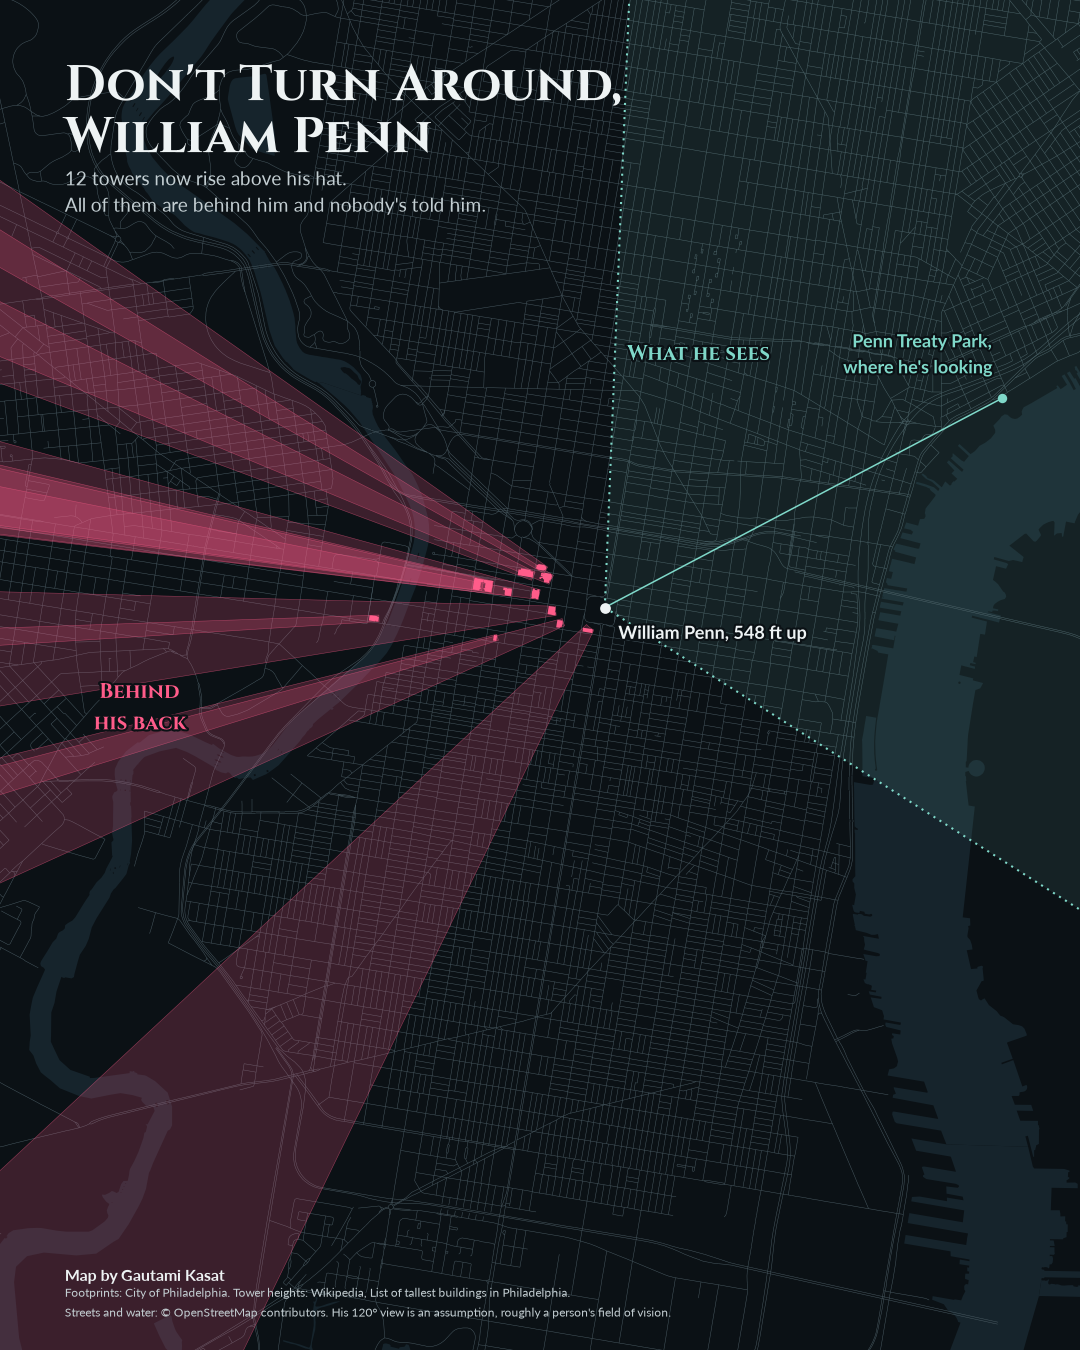 Don't Turn Around,
William Penn
12 towers now rise above his hat.
All of them are behind him and nobody's told him.
What he sees
Penn Treaty Park,
where he's looking
William Penn, 548 ft up
Behind
his back
Map by Gautami Kasat
Footprints: City of Philadelphia. Tower heights: Wikipedia, List of tallest buildings in Philadelphia.
Streets and water: © OpenStreetMap contributors. His 120° view is an assumption, roughly a person's field of vision.